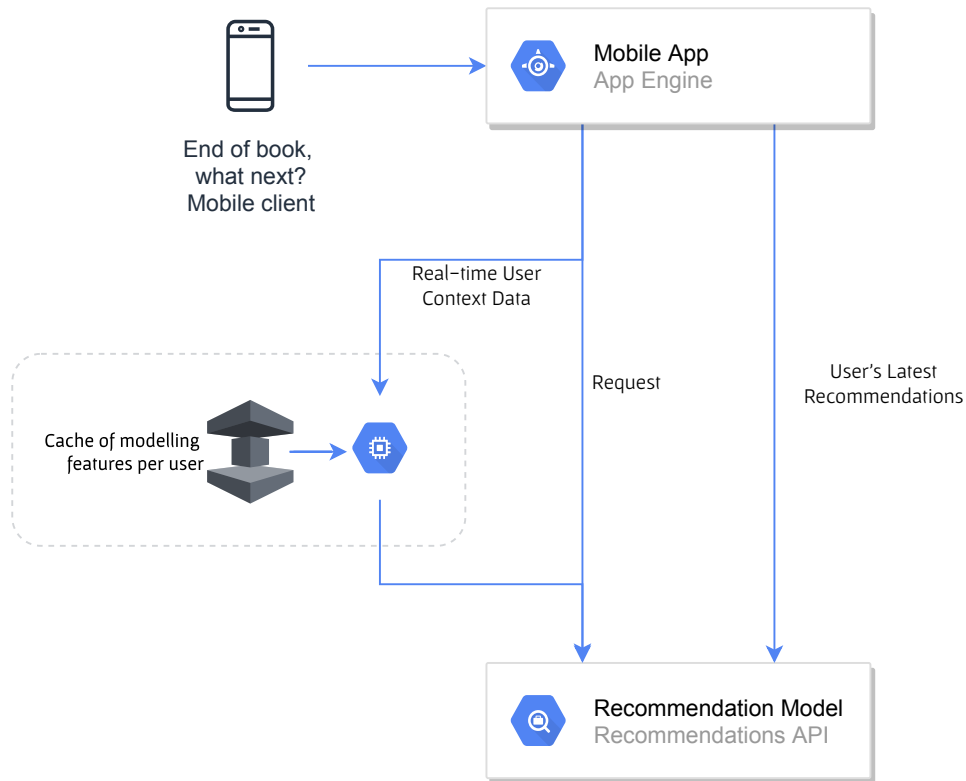 Mobile App
App Engine
End of book,
what next?
Mobile client
Real-time User
Context Data
Request
User's Latest
Recommendations
Cache of modelling
features per user
Recommendation Model
Recommendations API